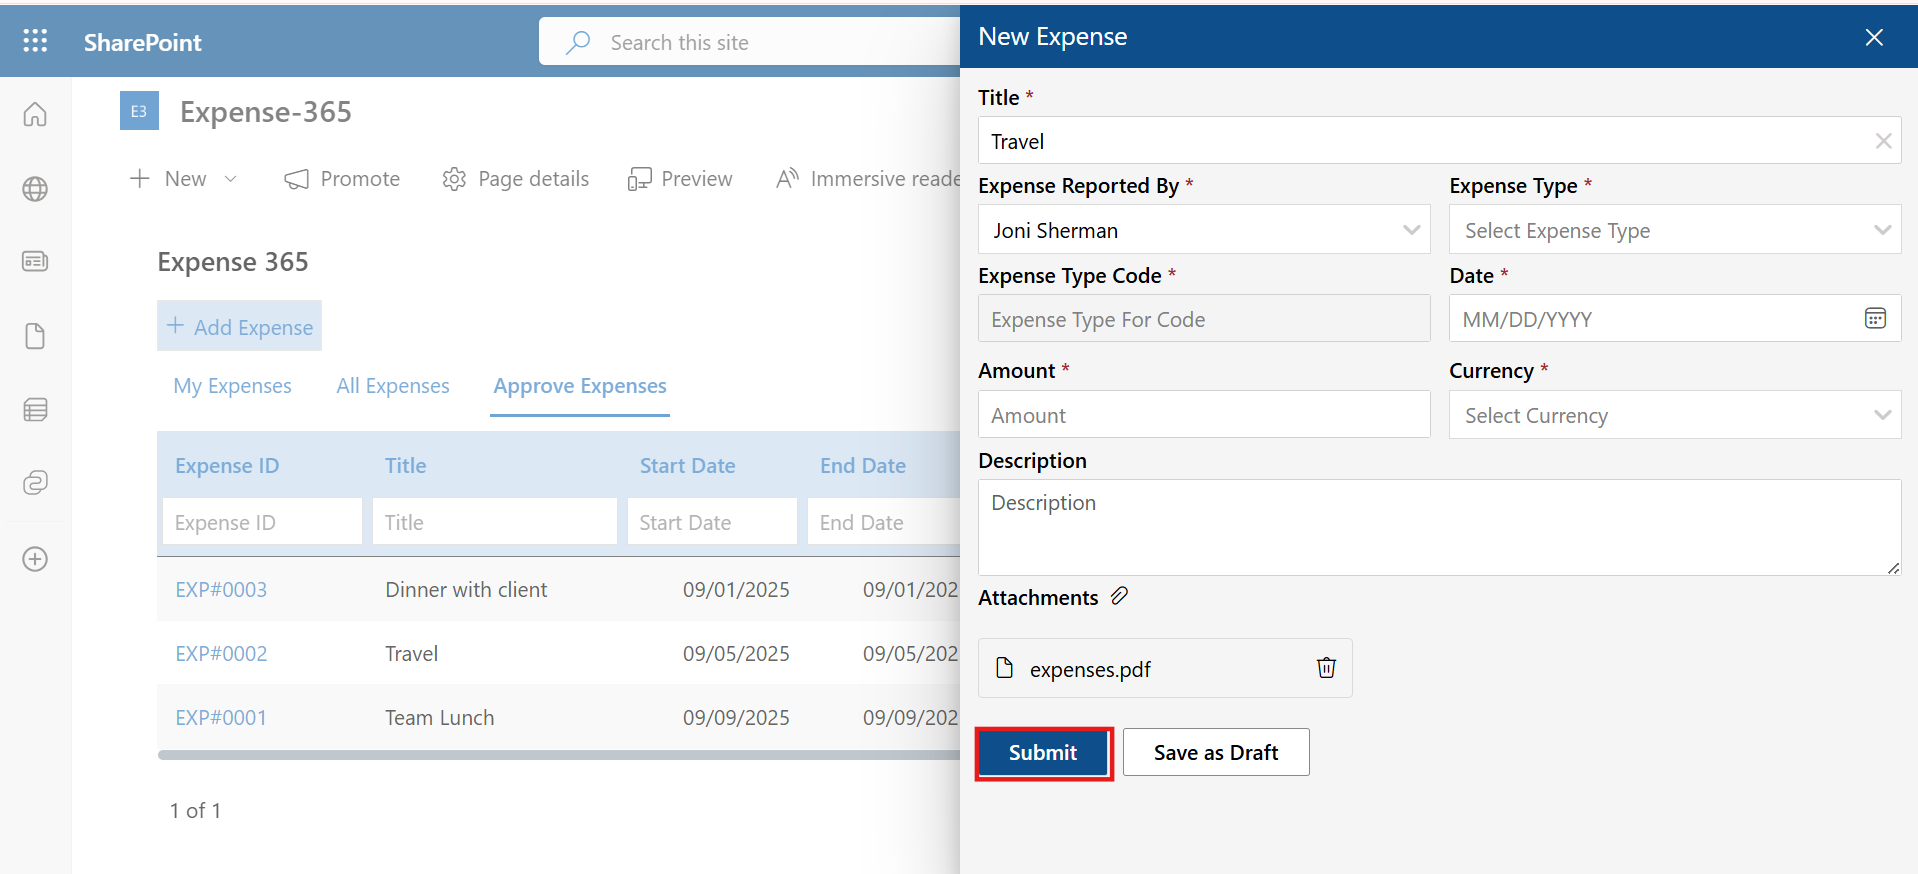 SharePoint
Search this site
E3
Expense-365
New
Promote
Page details
Preview
Immersive reade
Expense 365
+ Add Expense
My Expenses
All Expenses
Approve Expenses
Expense ID Title Start Date End Date
Expense ID Title Start Date End Date
EXP#0003 Dinner with client 09/01/2025 09/01/202
EXP#0002 Travel 09/05/2025 09/05/202
EXP#0001 Team Lunch 09/09/2025 09/09/202
1 of 1
New Expense
Title *
Travel
Expense Reported By * Expense Type *
Joni Sherman Select Expense Type
Expense Type Code * Date *
Expense Type For Code MM/DD/YYYY
Amount * Currency *
Amount Select Currency
Description
Description
Attachments
expenses.pdf
Submit Save as Draft